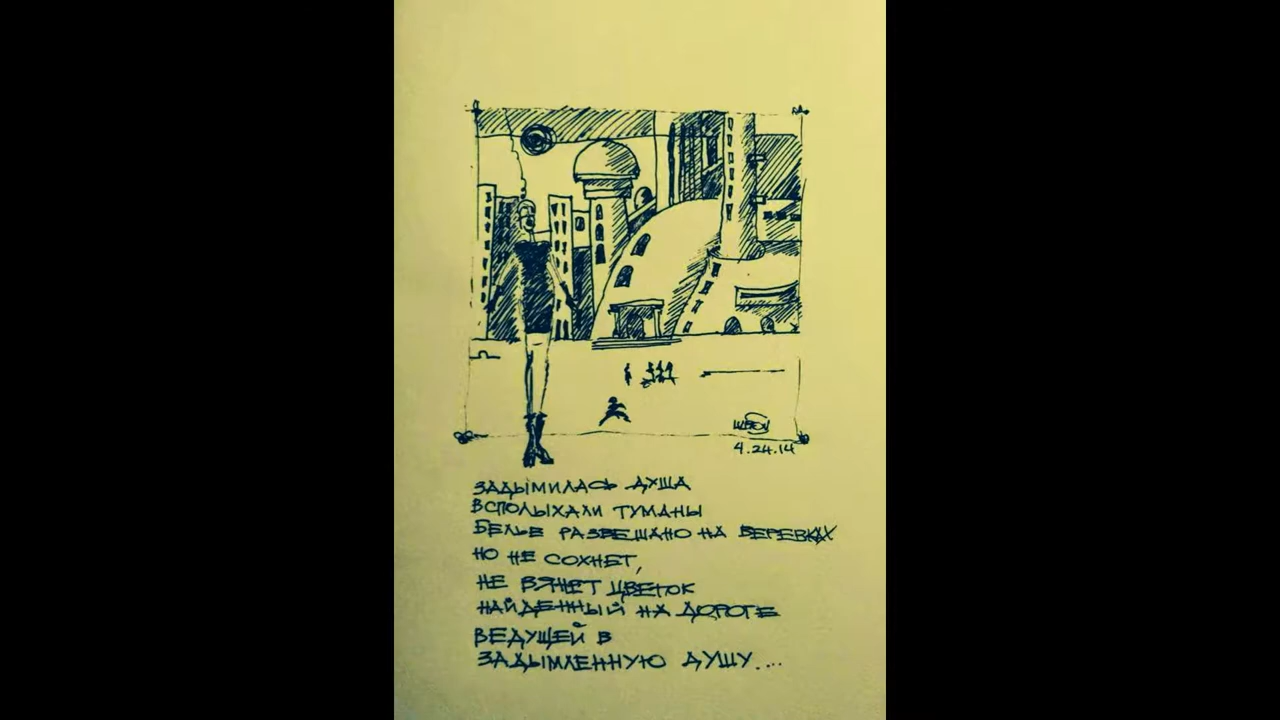 4.24.14
ЗАДЫМИЛАСЬ ДУША
ВСПОЛЫХАЛИ ТУМАНЫ
БЕЛЬЕ РАЗВЕШАНО НА ВЕРЕВКАХ
НО НЕ СОХНЕТ,
НЕ ВЯНЕТ ЦВЕТОК
НАЙДЕННЫЙ НА ДОРОГЕ
ВЕДУЩЕЙ В
ЗАДЫМЛЕННУЮ ДУШУ....